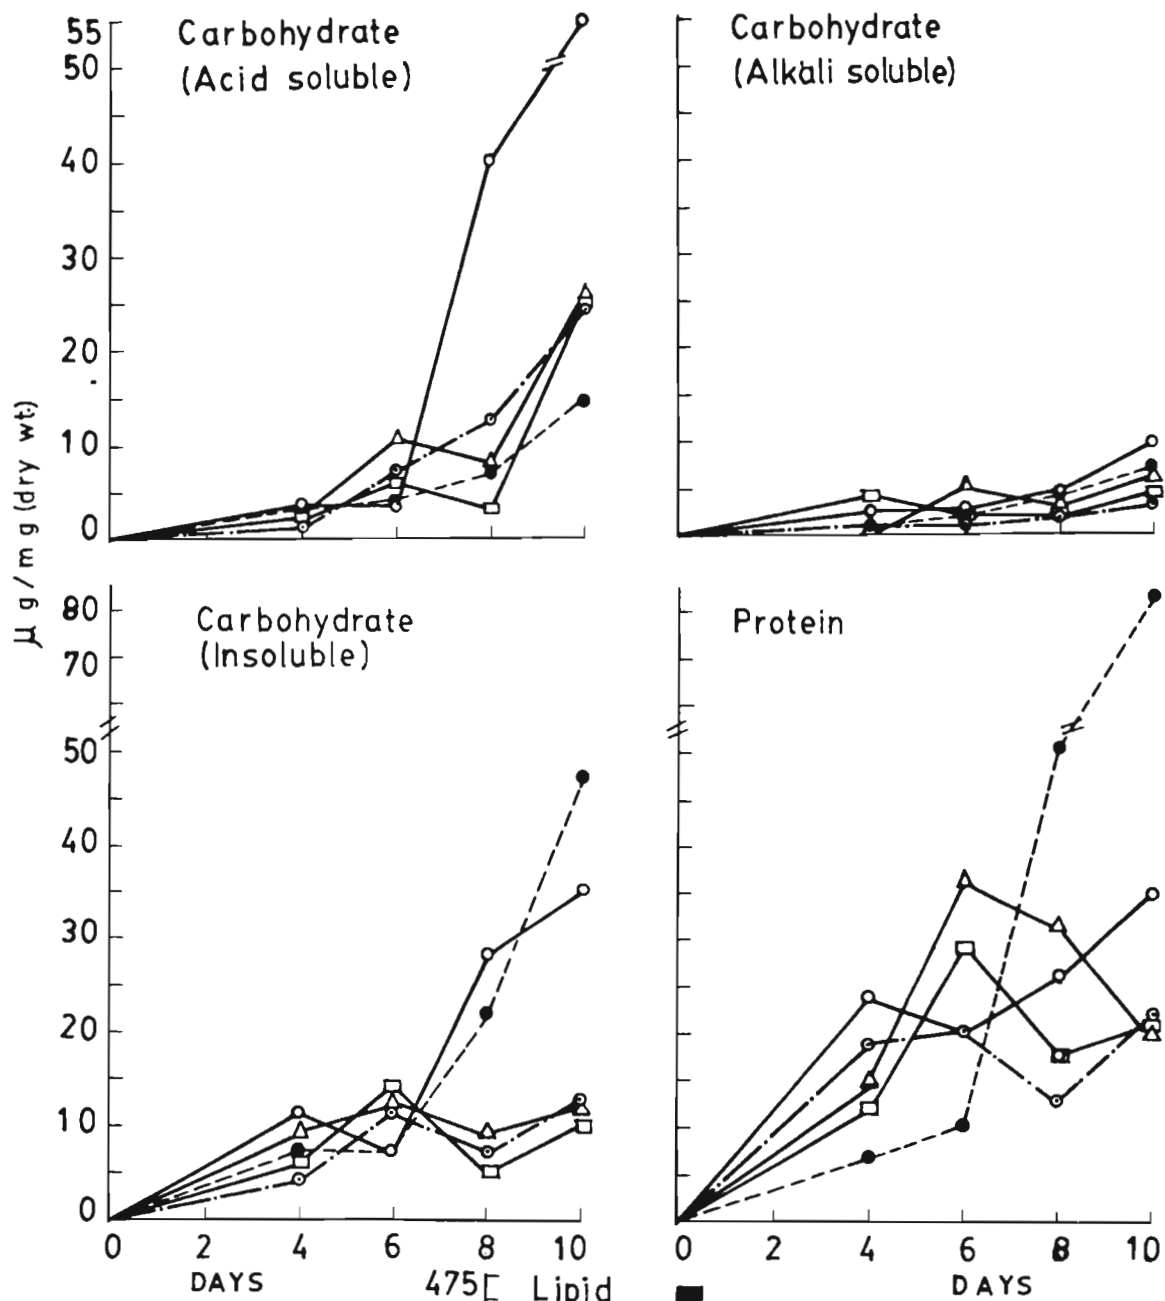 Carbohydrate
(Acid soluble)
55
50
40
30
20
10
0
Carbohydrate
(Alkali soluble)
μg/mg (dry wt.)
Carbohydrate
(Insoluble)
80
70
50
40
30
20
10
0
Protein
0 2 4 6 8 10
DAYS
0 2 4 6 8 10
DAYS
475 Lipid